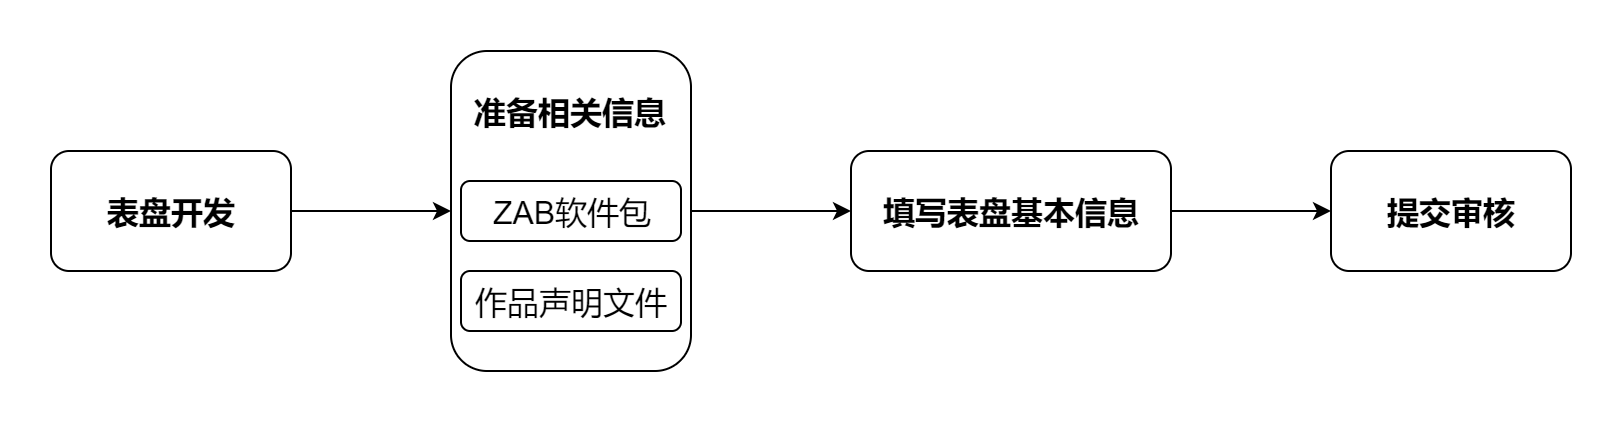 表盘开发
准备相关信息
ZAB软件包
作品声明文件
填写表盘基本信息
提交审核